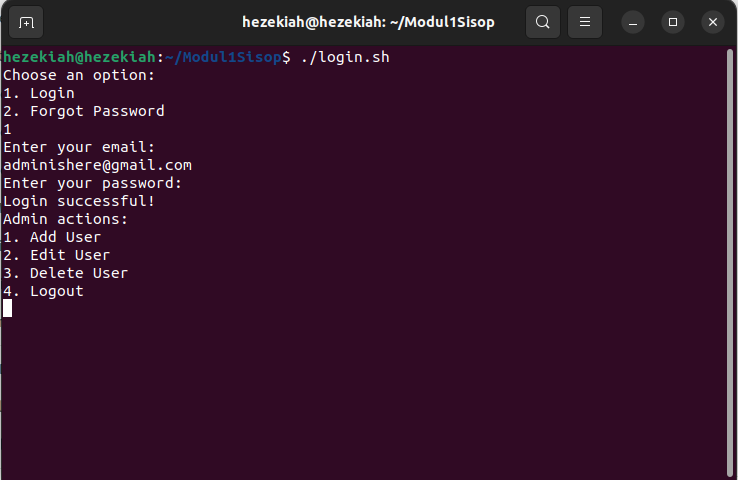 hezekiah@hezekiah: ~/Modul1Sisop
hezekiah@hezekiah:~/Modul1Sisop$ ./login.sh
Choose an option:
1. Login
2. Forgot Password
1
Enter your email:
adminishere@gmail.com
Enter your password:
Login successful!
Admin actions:
1. Add User
2. Edit User
3. Delete User
4. Logout